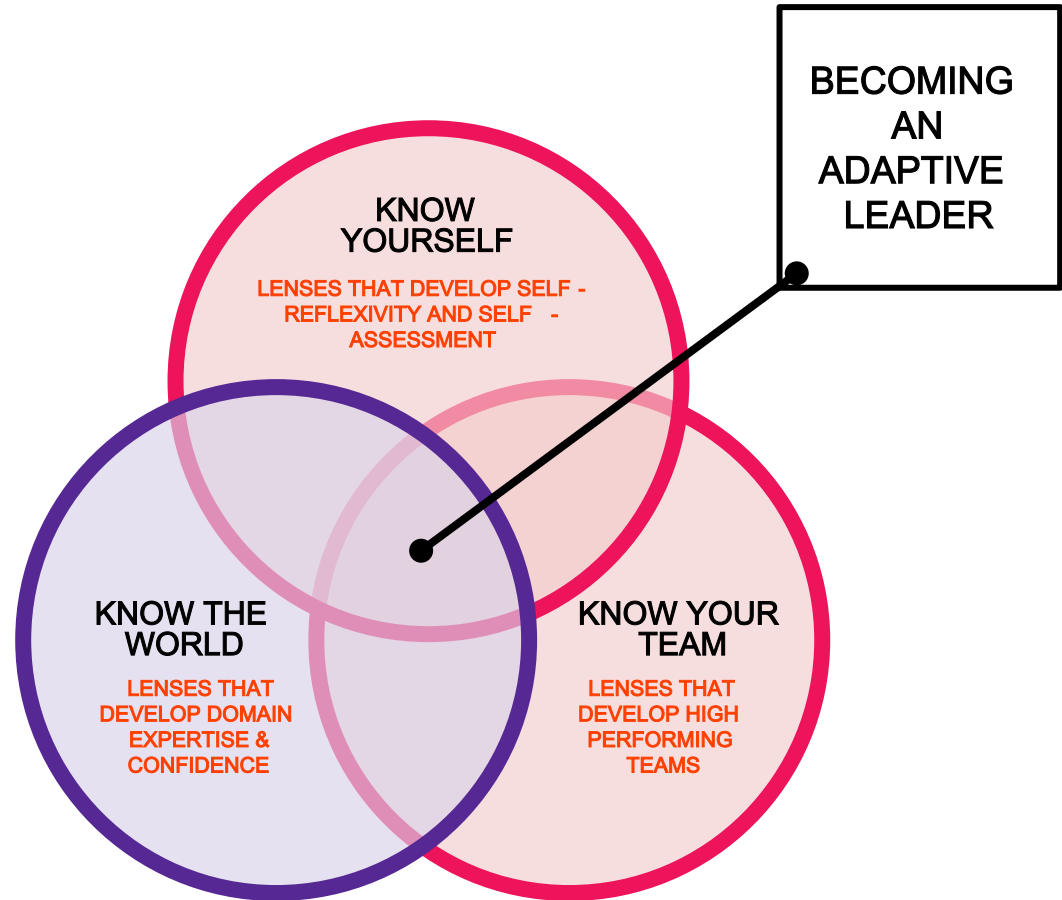 BECOMING
AN
ADAPTIVE
LEADER
KNOW
YOURSELF
LENSES THAT DEVELOP SELF -
REFLEXIVITY AND SELF -
ASSESSMENT
KNOW THE
WORLD
LENSES THAT
DEVELOP DOMAIN
EXPERTISE &
CONFIDENCE
KNOW YOUR
TEAM
LENSES THAT
DEVELOP HIGH
PERFORMING
TEAMS